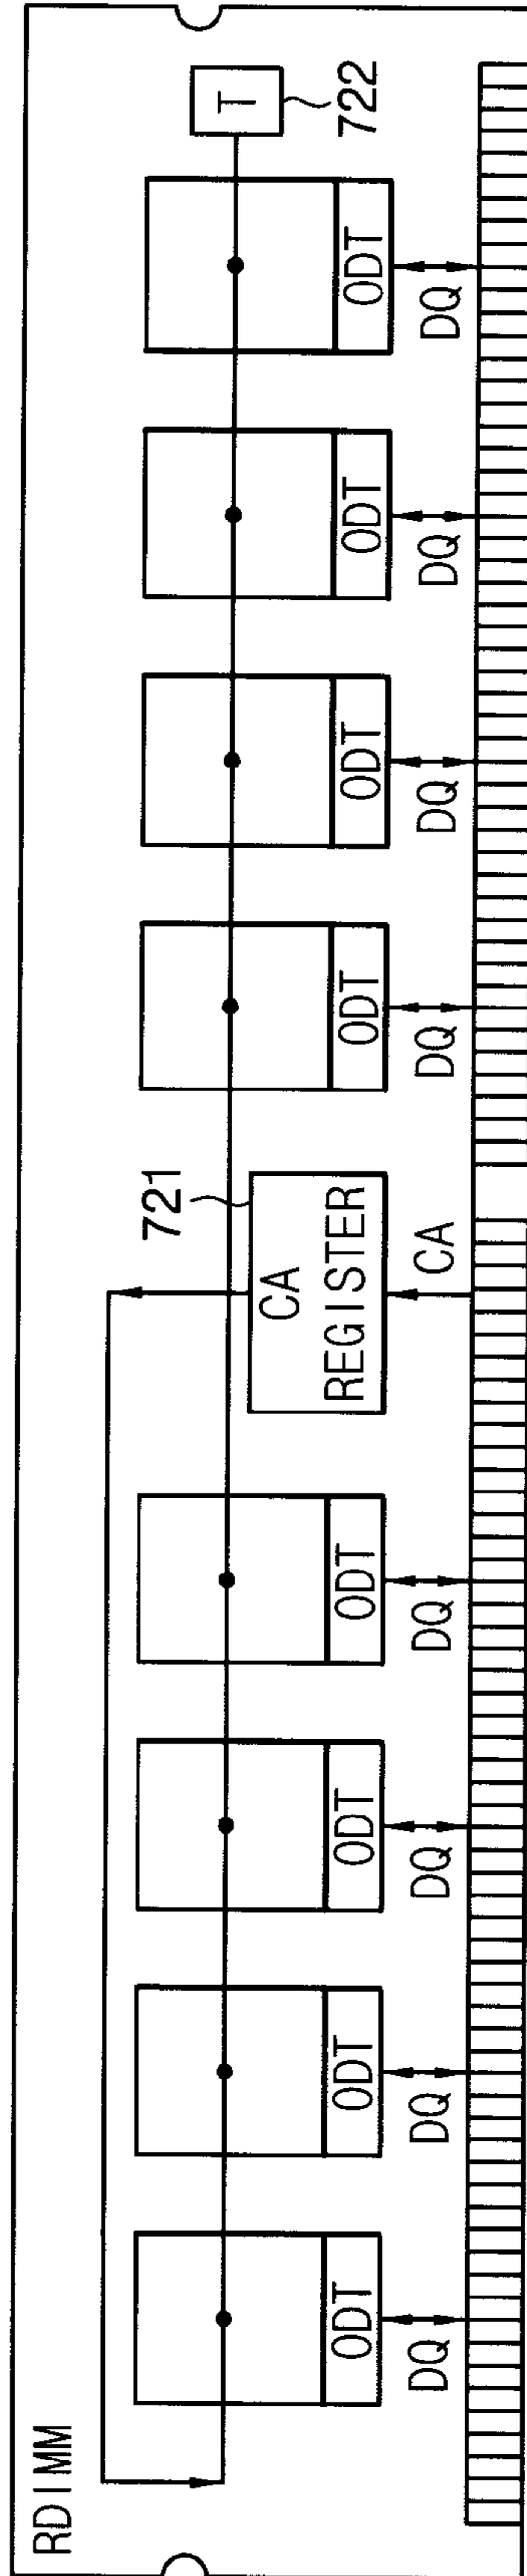 RDIMM
ODT
ODT
ODT
ODT
CA
REGISTER
721
ODT
ODT
ODT
ODT
T
722
DQ
DQ
DQ
DQ
CA
DQ
DQ
DQ
DQ